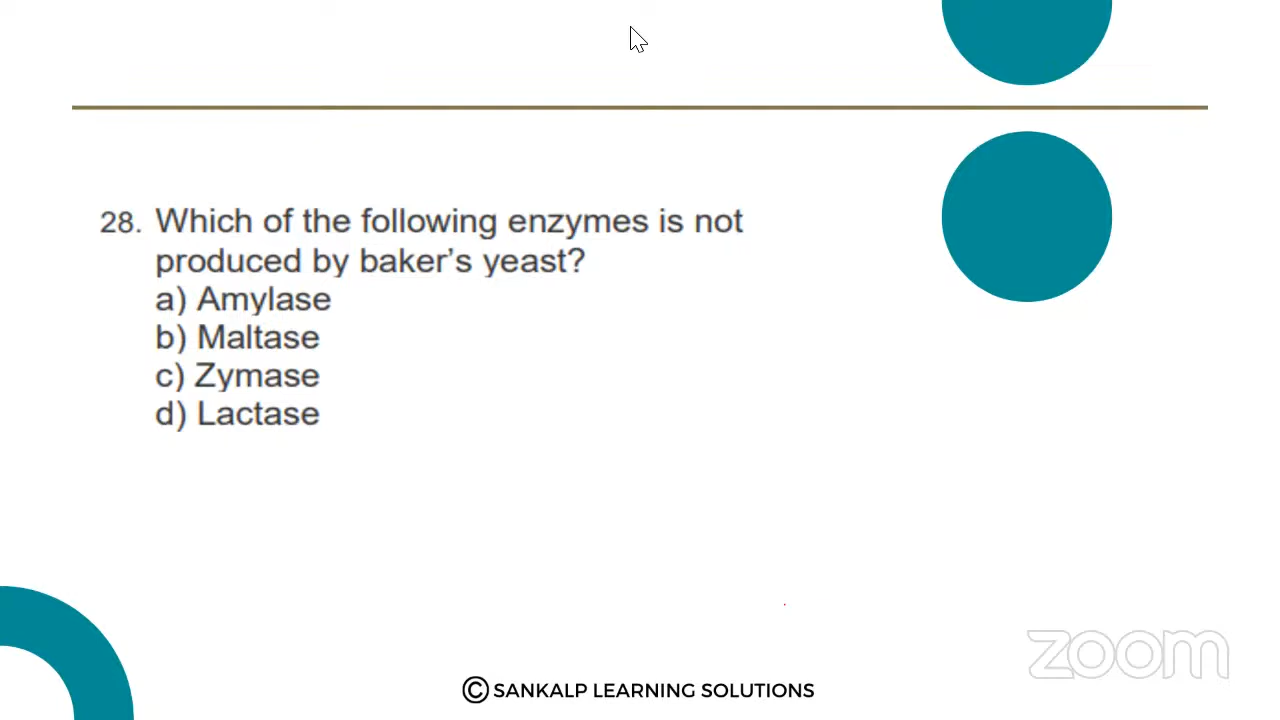 28. Which of the following enzymes is not
produced by baker’s yeast?
a) Amylase
b) Maltase
c) Zymase
d) Lactase
zoom
© SANKALP LEARNING SOLUTIONS